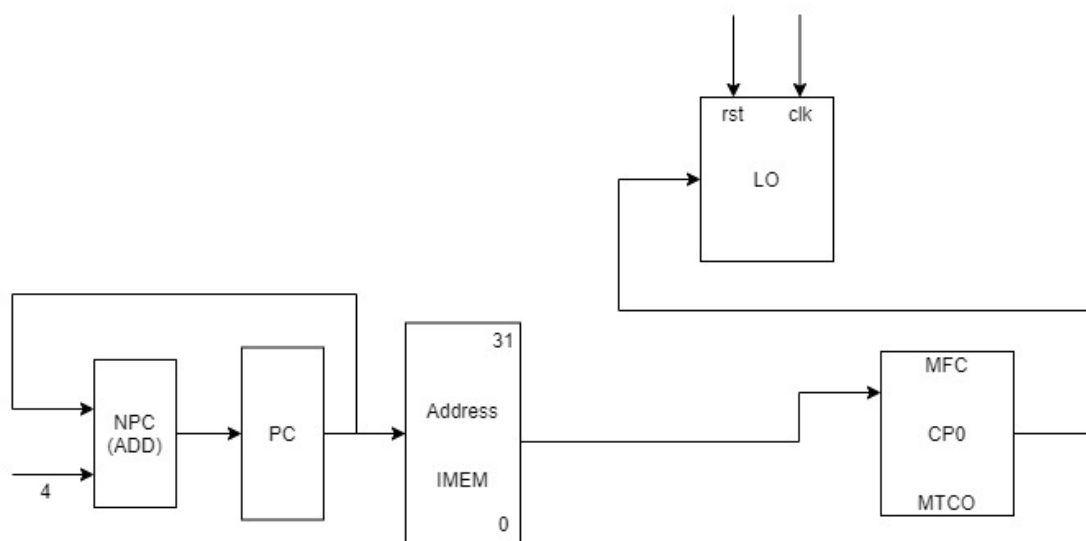 rst
clk
LO
31
Address
IMEM
0
NPC
(ADD)
4
PC
MFC
CP0
MTCO